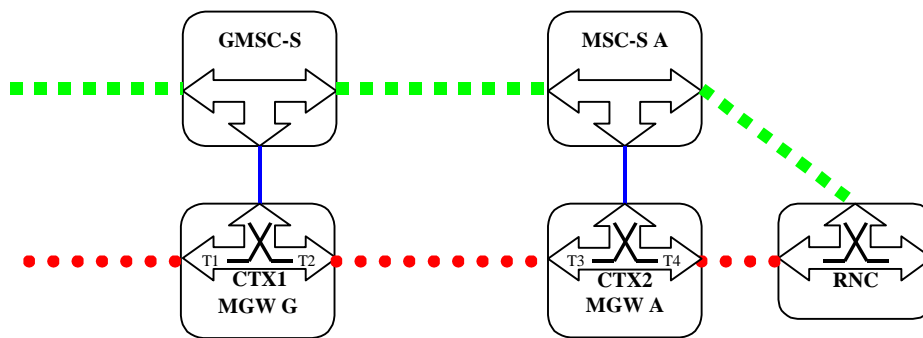 GMSC-S
MSC-S A
T1 T2
CTX1
MGW G
T3 T4
CTX2
MGW A
RNC